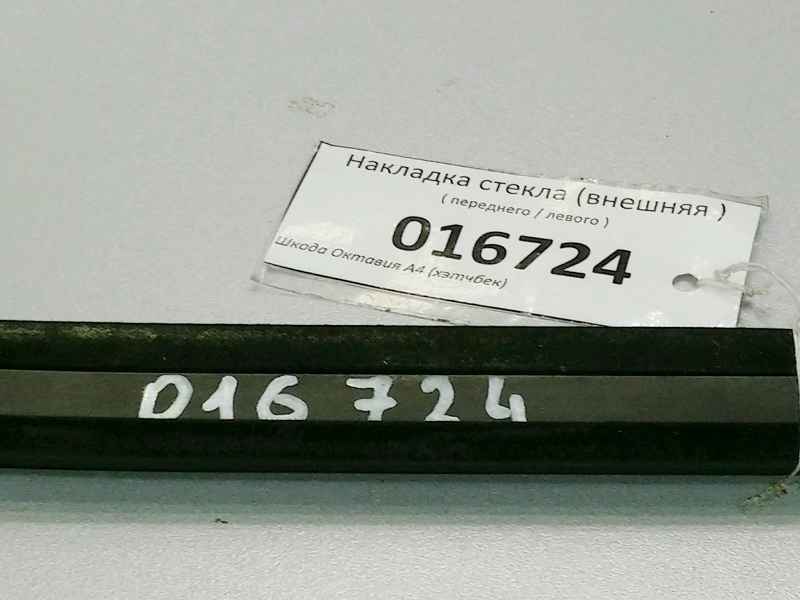 Накладка стекла (внешняя )
( переднего / левого )
016724
Шкода Октавия А4 (хэтчбек)
016 724